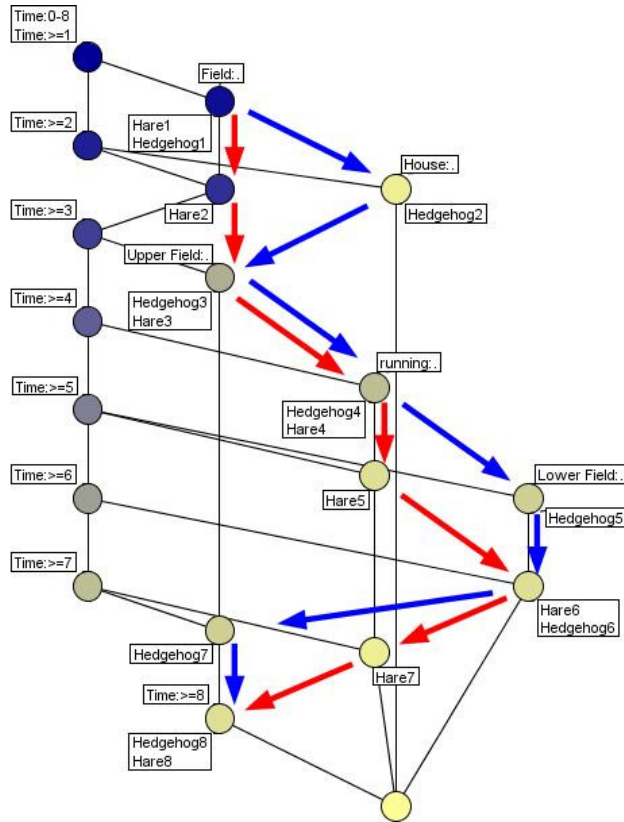 Time:0-8
Time:>=1
Field:.
Time:>=2
Hare1
Hedgehog1
House:.
Hare2
Hedgehog2
Time:>=3
Upper Field:.
Time:>=4
Hedgehog3
Hare3
running:.
Time:>=5
Hedgehog4
Hare4
Time:>=6
Lower Field:.
Hare5
Hedgehog5
Time:>=7
Hare6
Hedgehog6
Hedgehog7
Hare7
Time:>=8
Hedgehog8
Hare8